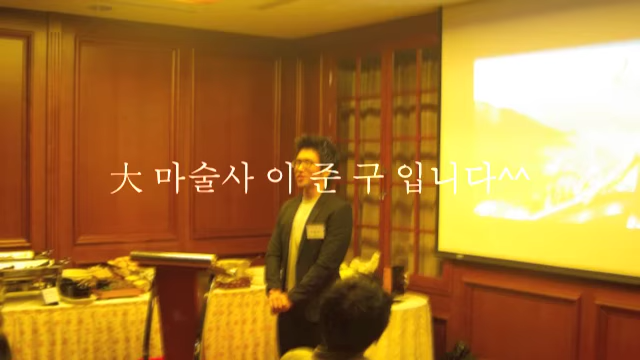 大 마술사 이 준 구 입니다^^